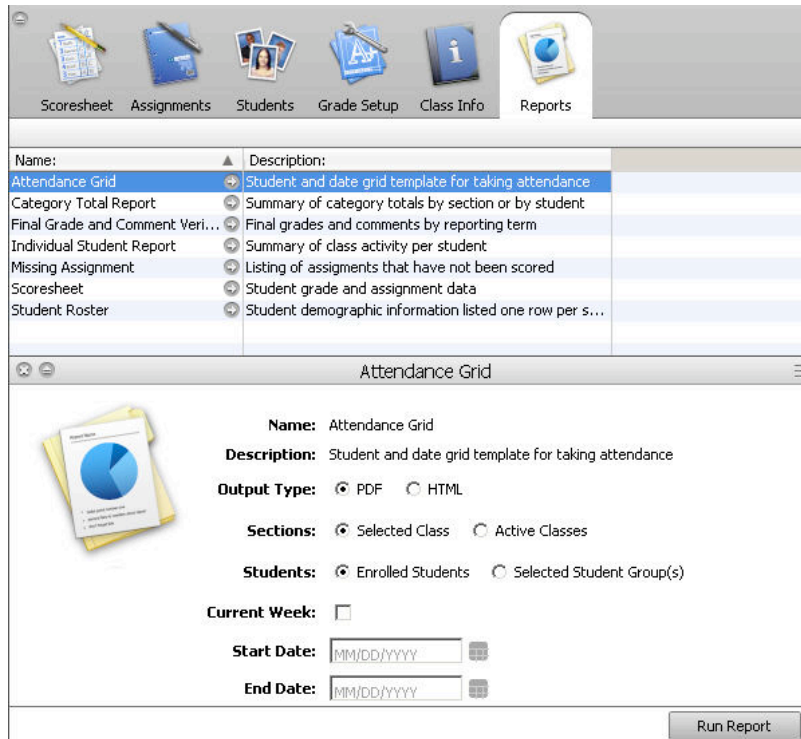 Scoresheet Assignments Students Grade Setup Class Info Reports
Name: Description:
Attendance Grid Student and date grid template for taking attendance
Category Total Report Summary of category totals by section or by student
Final Grade and Comment Veri... Final grades and comments by reporting term
Individual Student Report Summary of class activity per student
Missing Assignment Listing of assigments that have not been scored
Scoresheet Student grade and assignment data
Student Roster Student demographic information listed one row per s...
Attendance Grid
Name: Attendance Grid
Description: Student and date grid template for taking attendance
Output Type: PDF HTML
Sections: Selected Class Active Classes
Students: Enrolled Students Selected Student Group(s)
Current Week:
Start Date: MM/DD/YYYY
End Date: MM/DD/YYYY
Run Report